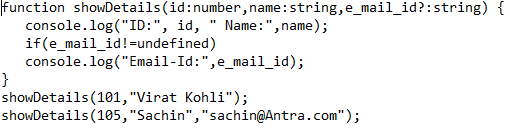 function showDetails(id:number,name:string,e_mail_id?:string) {
   console.log("ID:", id, " Name:",name);
   if(e_mail_id!=undefined)
   console.log("Email-Id:",e_mail_id);
}
showDetails(101,"Virat Kohli");
showDetails(105,"Sachin","sachin@Antra.com");